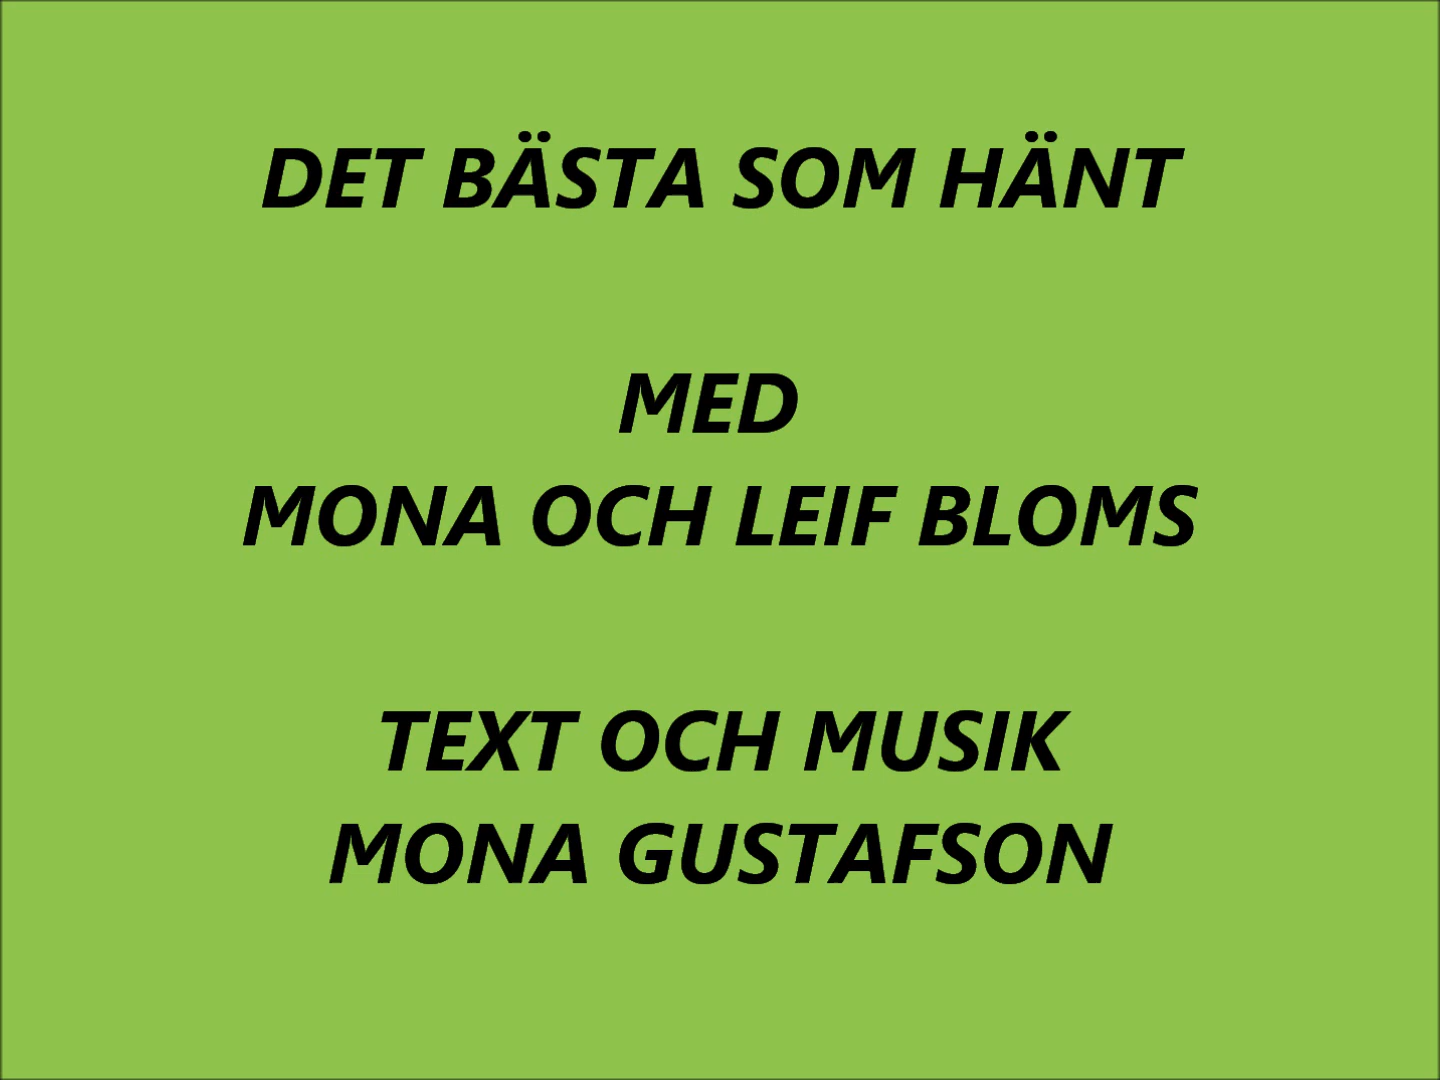 DET BÄSTA SOM HÄNT
MED
MONA OCH LEIF BLOMS
TEXT OCH MUSIK
MONA GUSTAFSON